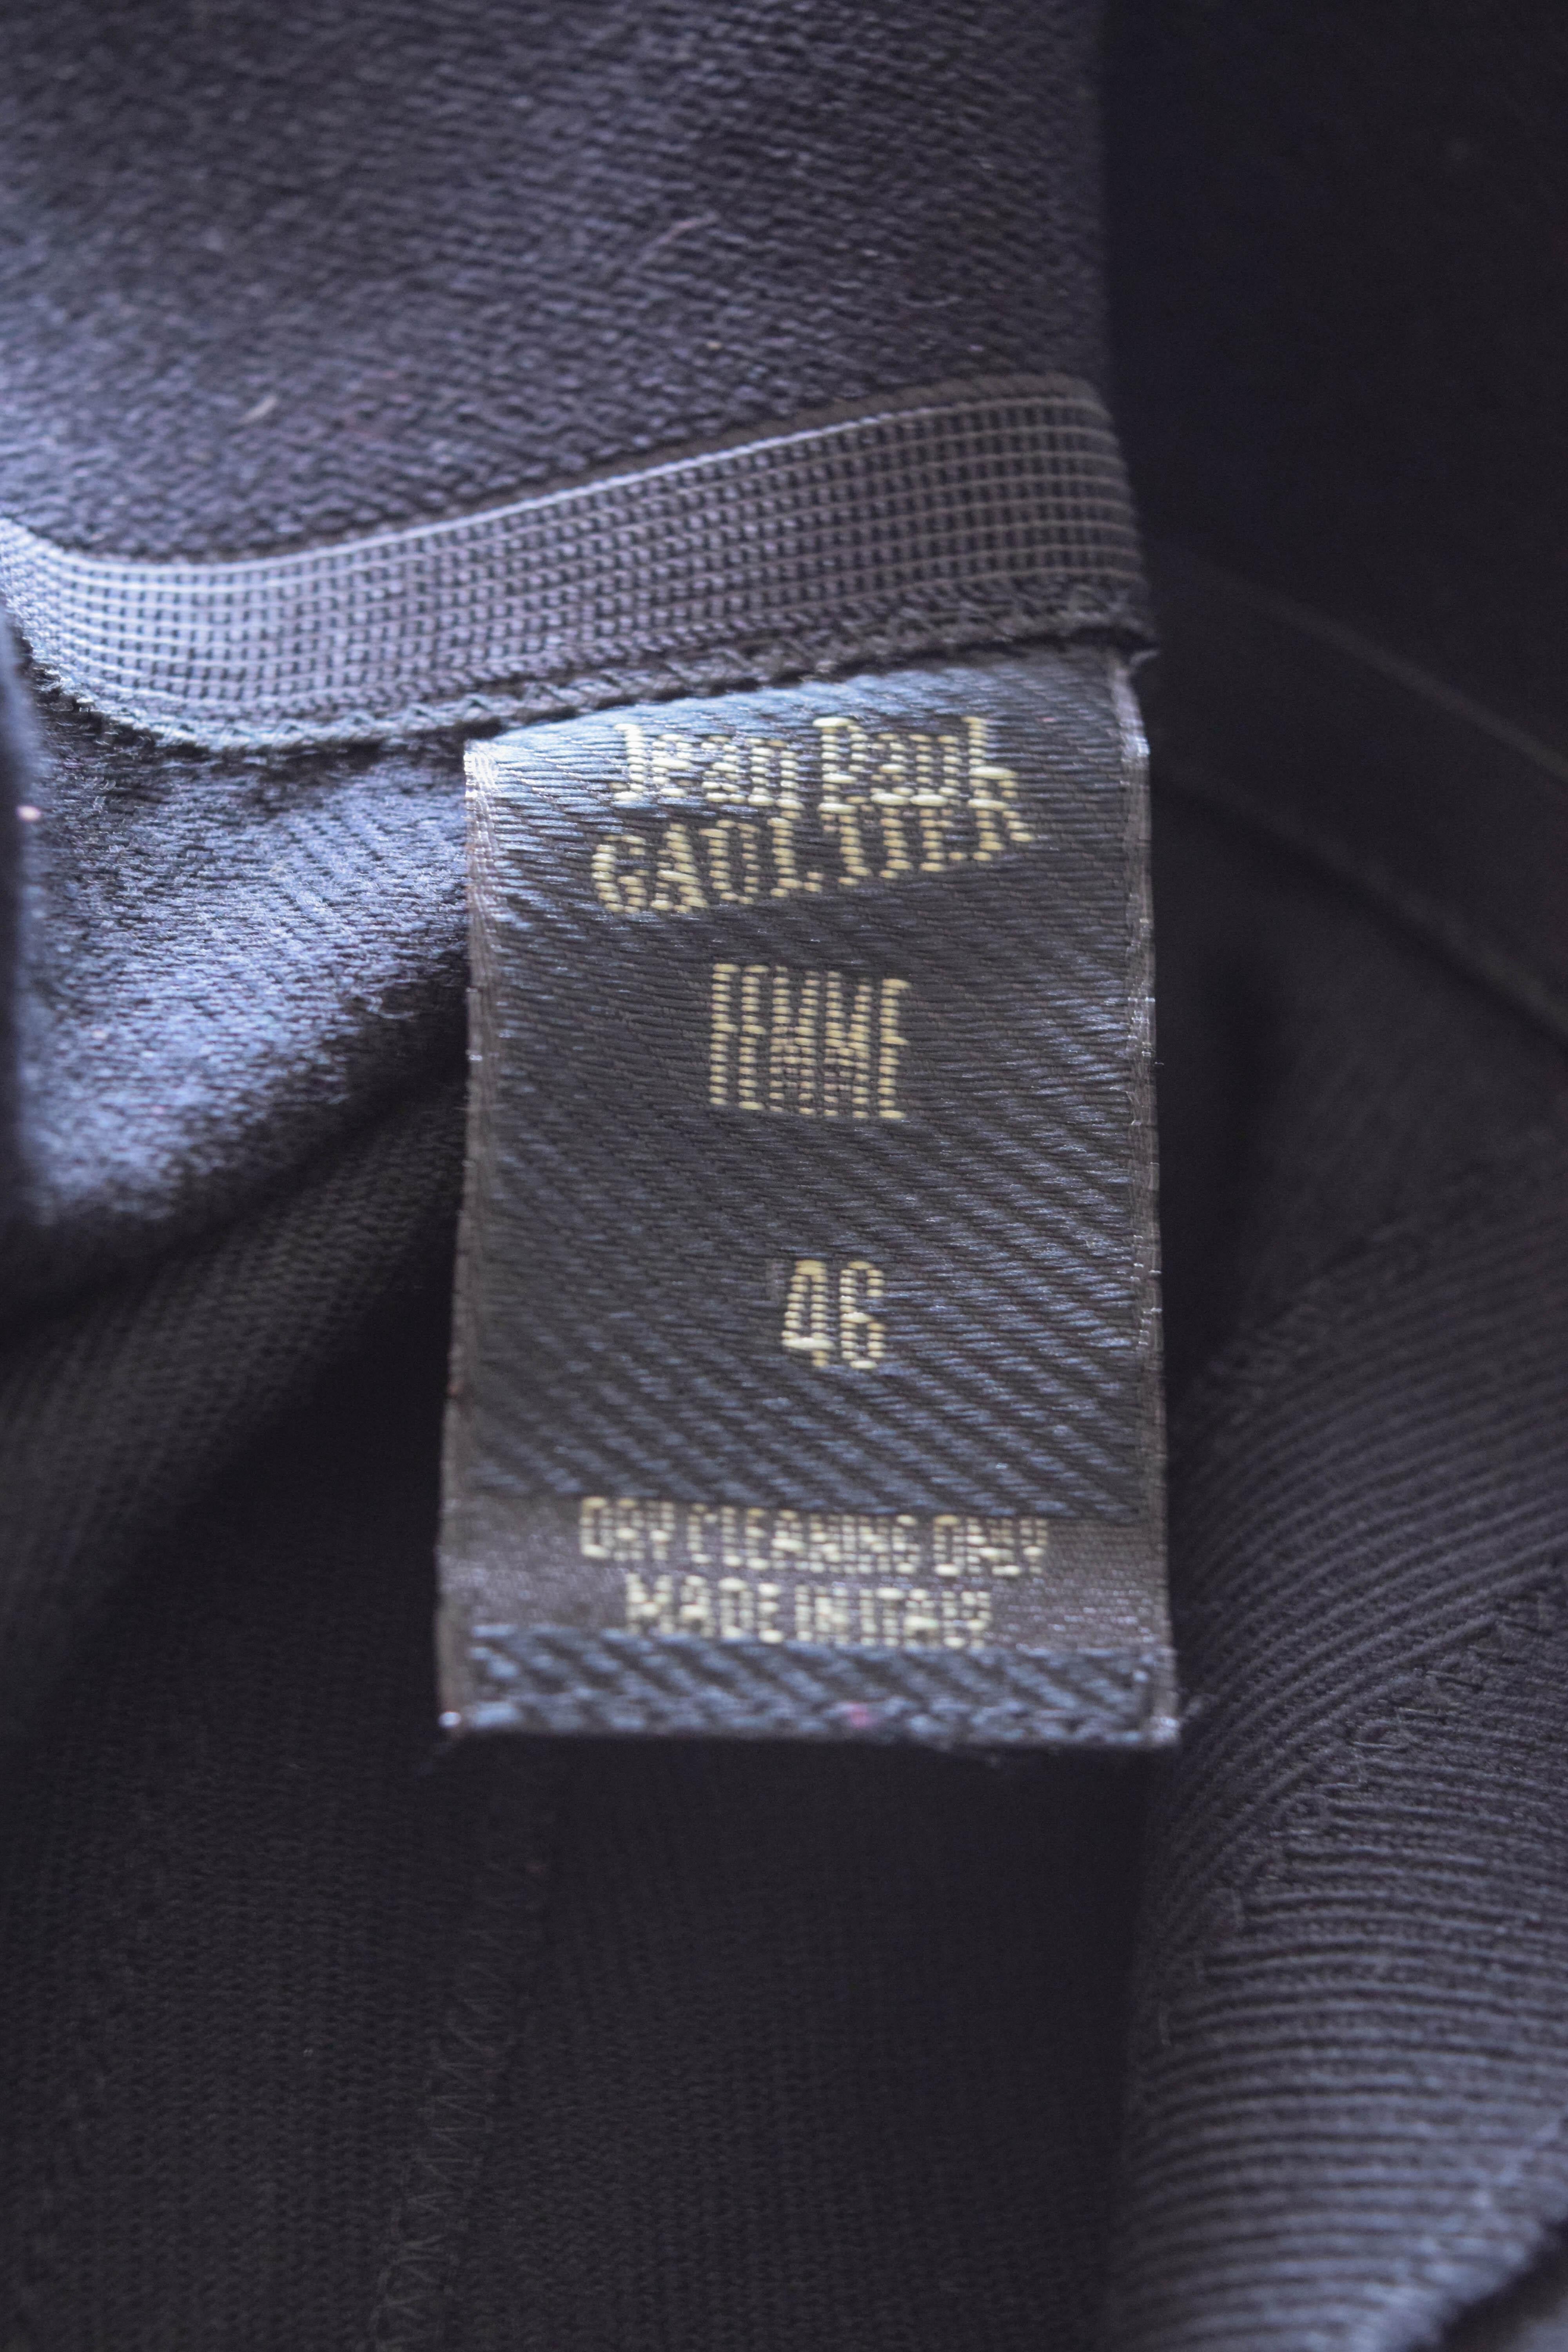 Jean Paul
GAULTIER
FEMME
46
DRY CLEANING ONLY
MADE IN ITALY